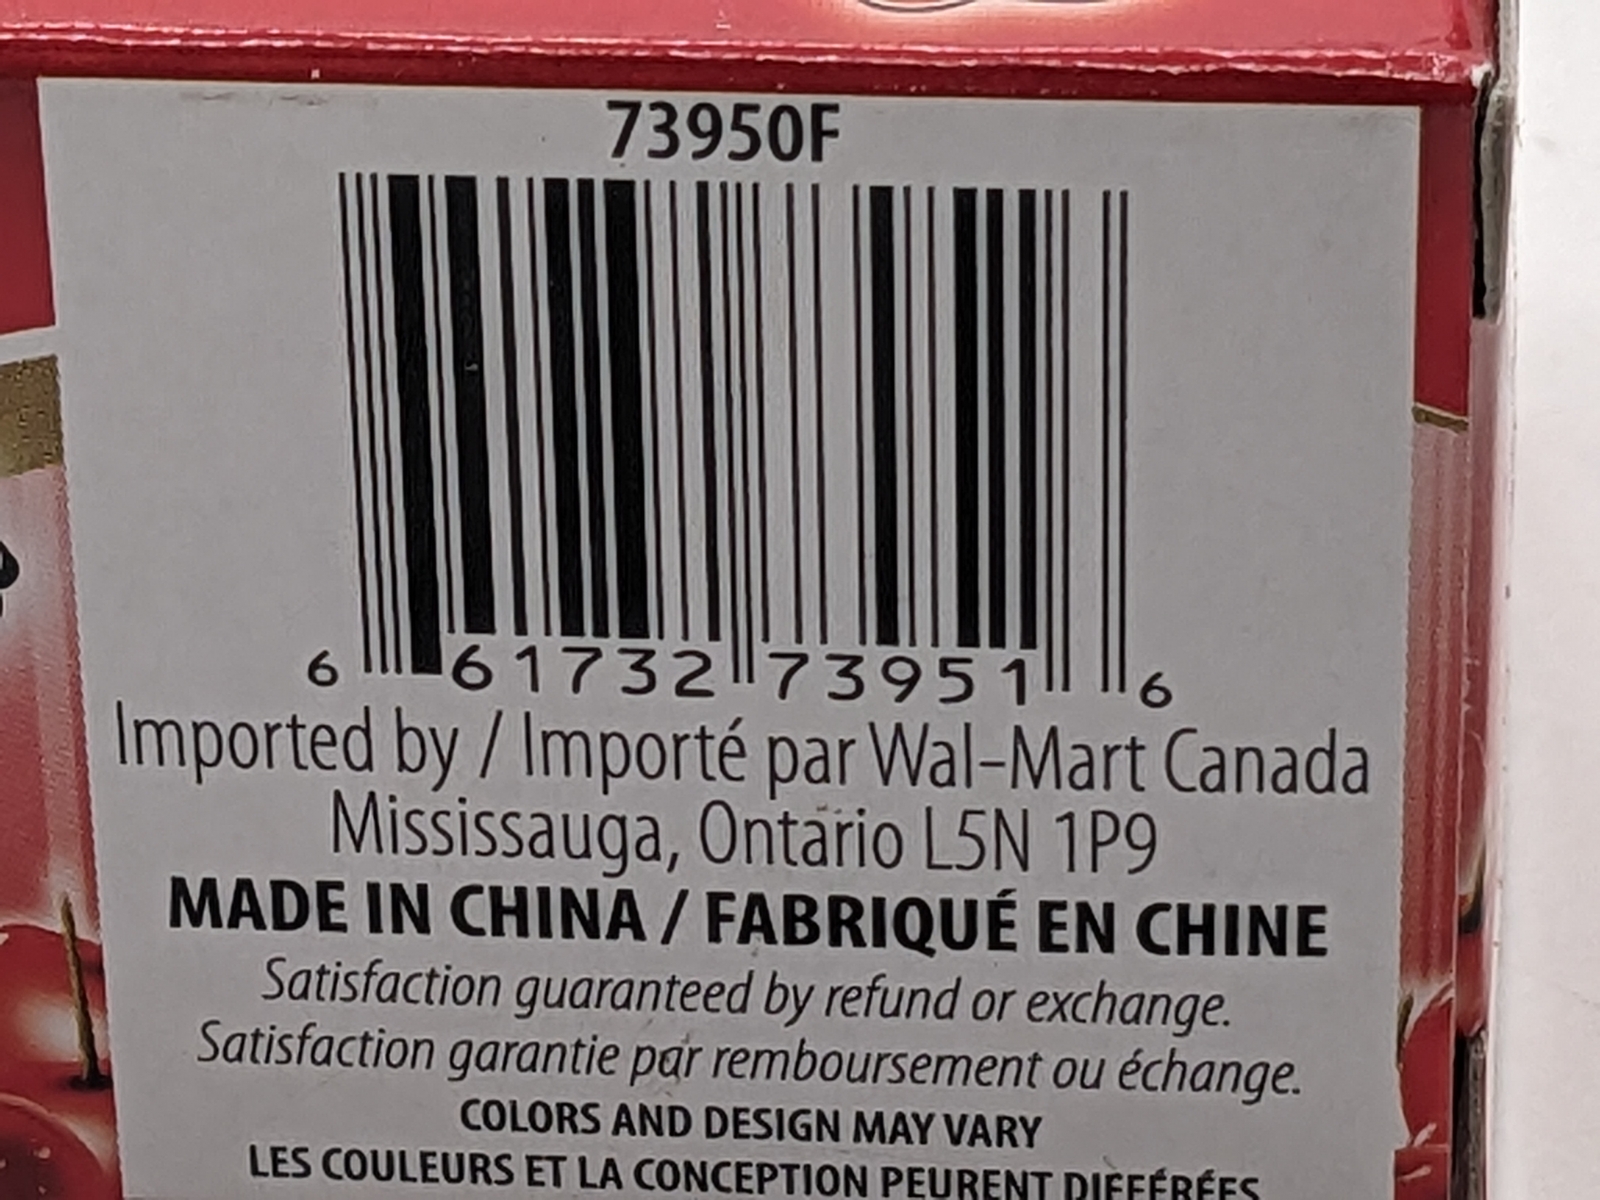 73950F
6 61732 73951 6
Imported by / Importé par Wal-Mart Canada
Mississauga, Ontario L5N 1P9
MADE IN CHINA / FABRIQUÉ EN CHINE
Satisfaction guaranteed by refund or exchange.
Satisfaction garantie par remboursement ou échange.
COLORS AND DESIGN MAY VARY
LES COULEURS ET LA CONCEPTION PEURENT DIFFÉRÉES